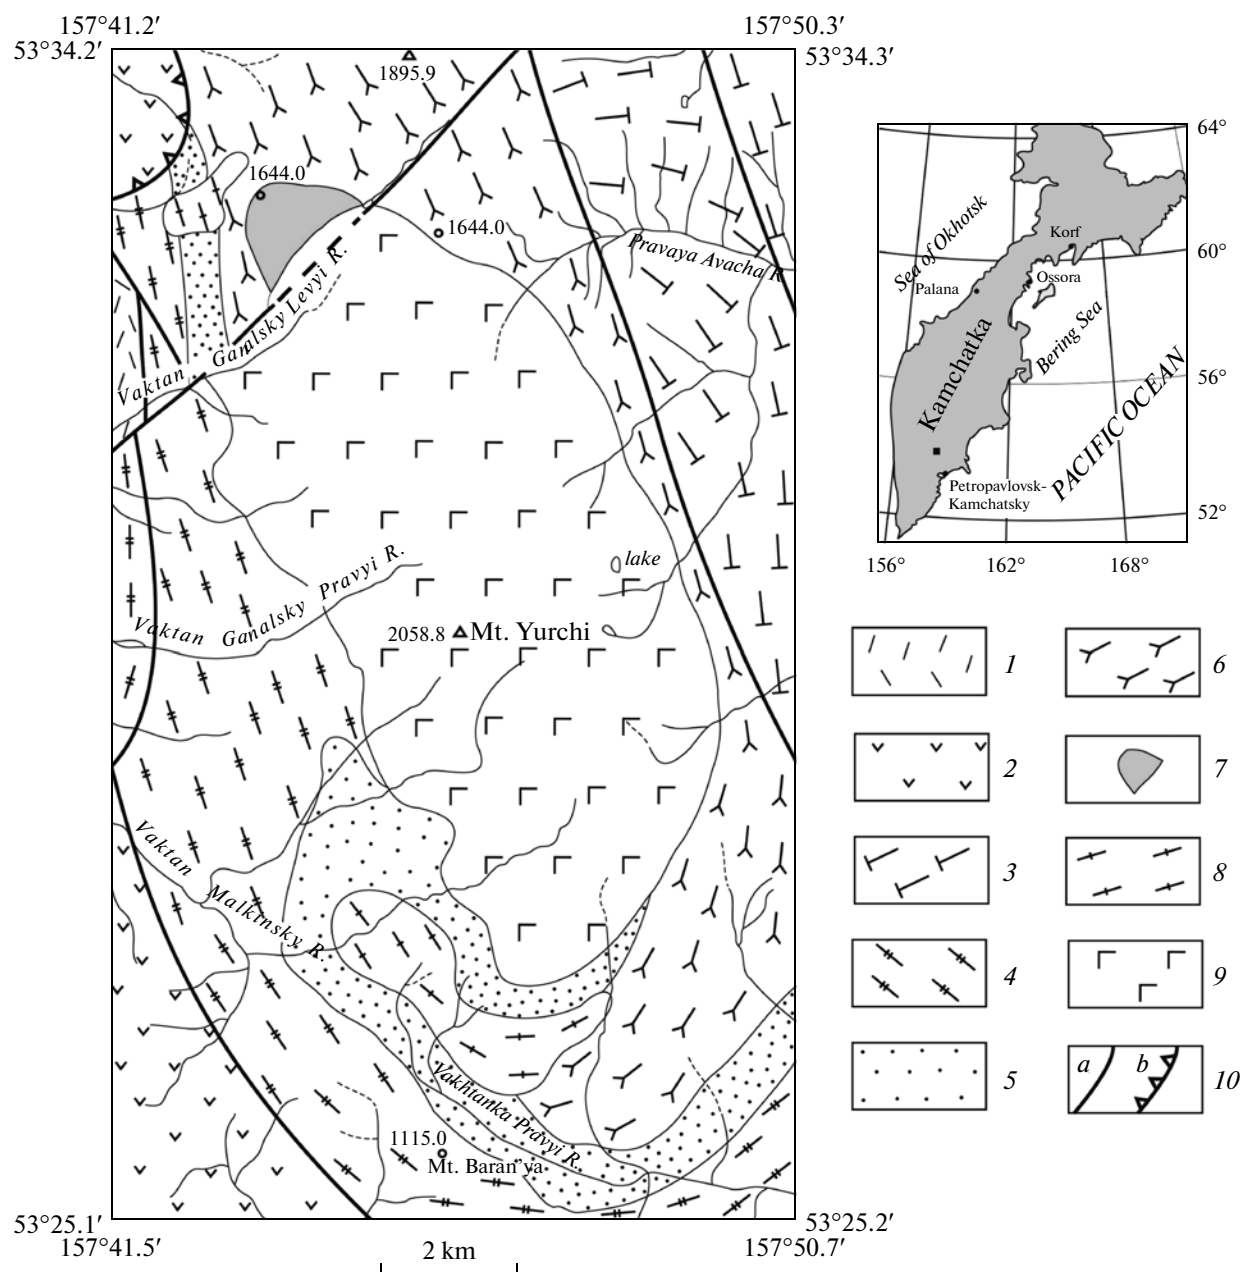 157°41.2′
157°50.3′
53°34.2′
53°34.3′
1895.9
1644.0
1644.0
Pravaya Avacha R.
Vaktan Ganalsky Levyi R.
lake
Vaktan Ganalsky Pravyi R.
2058.8 Mt. Yurchi
Vaktan Malkinsky R.
Vakhtanka Pravyi R.
1115.0
Mt. Baran'ya
53°25.1′
53°25.2′
157°41.5′
157°50.7′
2 km
64°
60°
56°
52°
156°
162°
168°
Sea of Okhotsk
Korf
Palana
Ossora
Kamchatka
Bering Sea
PACIFIC OCEAN
Petropavlovsk-
Kamchatsky
1
2
3
4
5
6
7
8
9
a
b
10